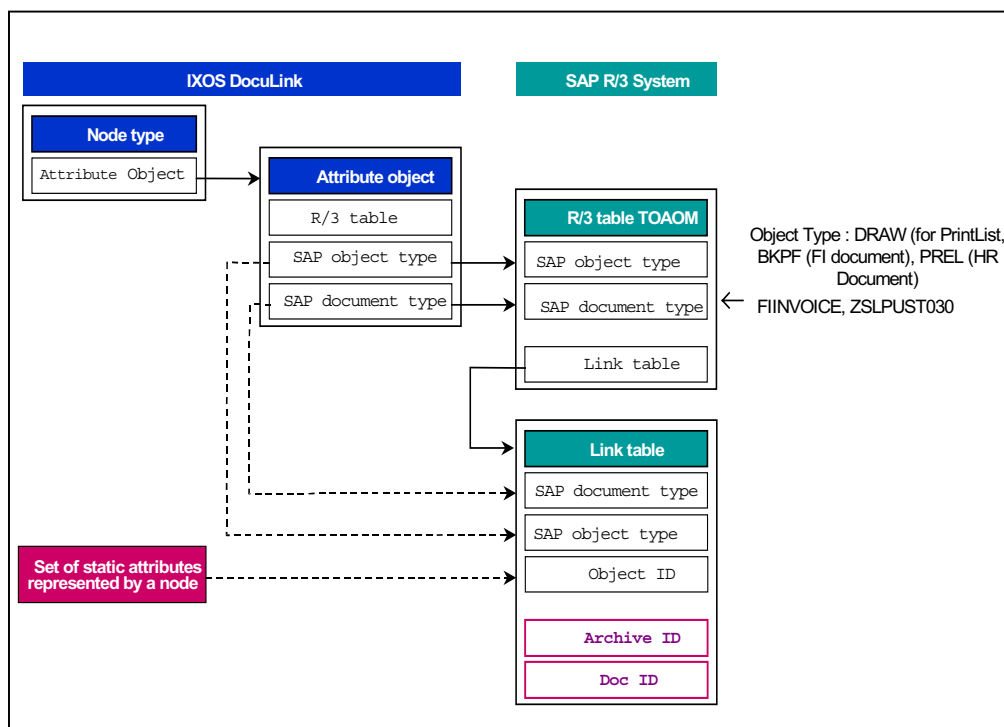 IXOS DocuLink
SAP R/3 System
Node type
Attribute Object
Attribute object
R/3 table
SAP object type
SAP document type
R/3 table TOAOM
SAP object type
SAP document type
Link table
Object Type : DRAW (for PrintList,
BKPF (FI document), PREL (HR
Document)
FIINVOICE, ZSLPUST030
Link table
SAP document type
SAP object type
Object ID
Archive ID
Doc ID
Set of static attributes
represented by a node